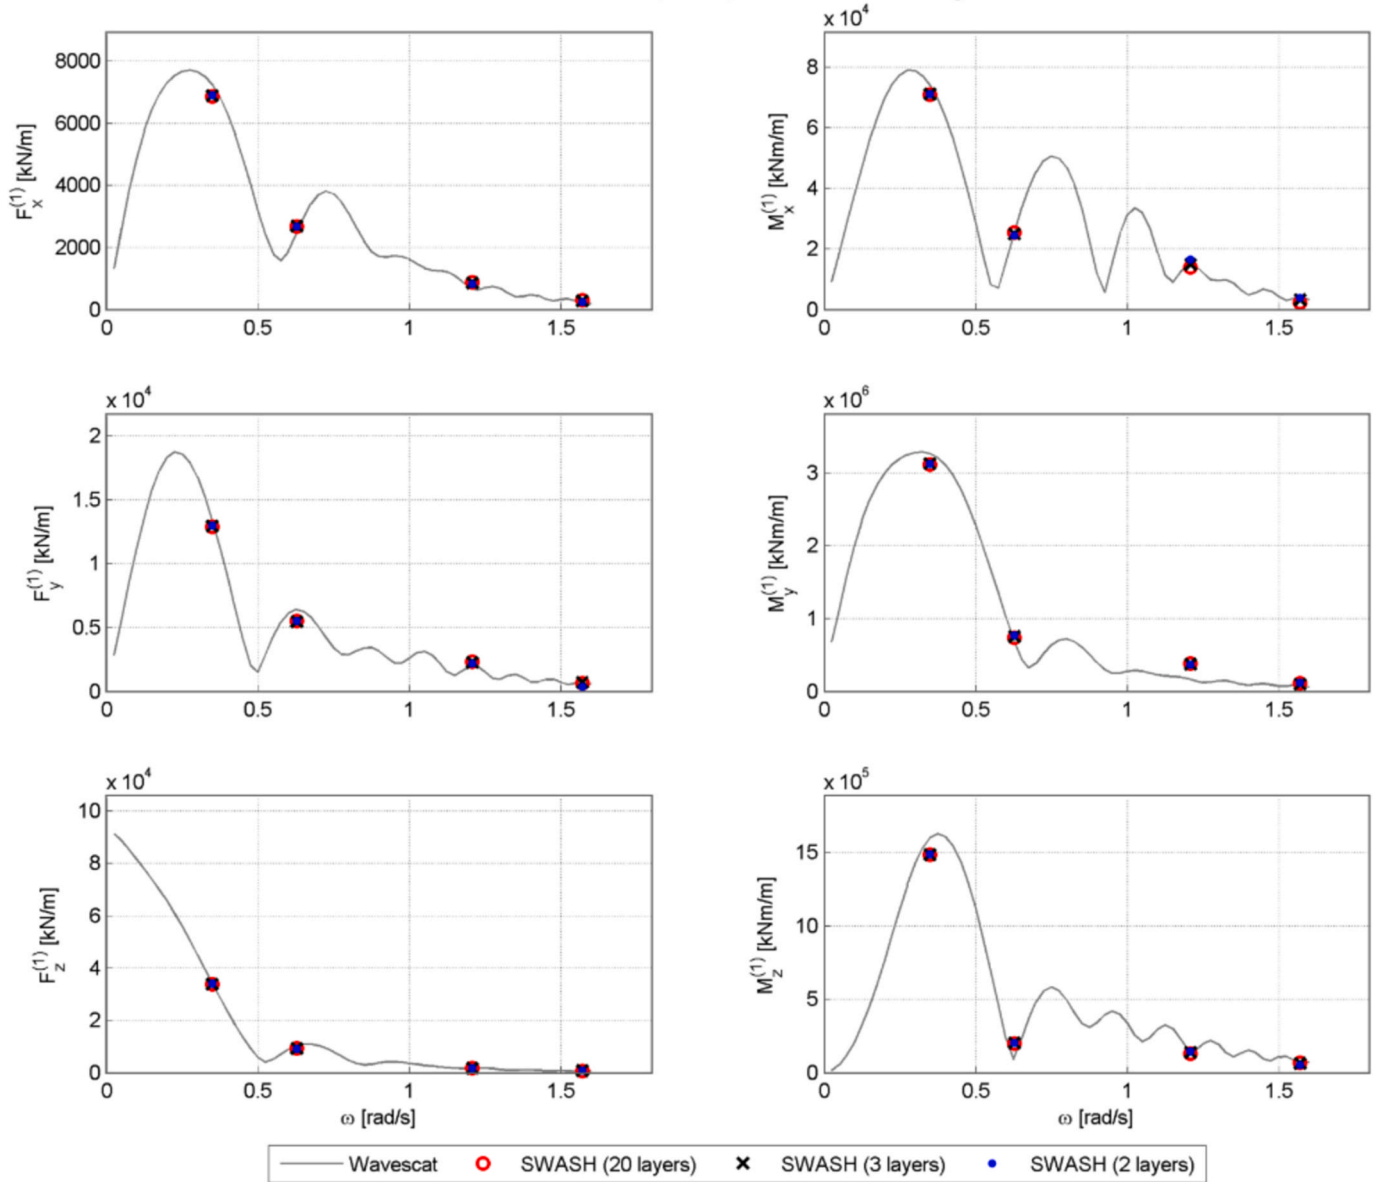 8000
6000
4000
2000
0
0 0.5 1 1.5
F_x^(1) [kN/m]
x 10^4
8
6
4
2
0
0 0.5 1 1.5
M_x^(1) [kNm/m]
x 10^4
2
1.5
1
0.5
0
0 0.5 1 1.5
F_y^(1) [kN/m]
x 10^6
3
2
1
0
0 0.5 1 1.5
M_y^(1) [kNm/m]
x 10^4
10
8
6
4
2
0
0 0.5 1 1.5
F_z^(1) [kN/m]
ω [rad/s]
x 10^5
15
10
5
0
0 0.5 1 1.5
M_z^(1) [kNm/m]
ω [rad/s]
Wavescat SWASH (20 layers) SWASH (3 layers) SWASH (2 layers)